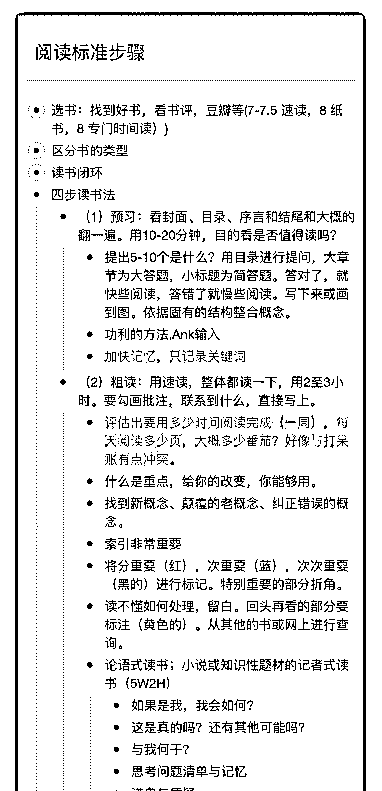 阅读标准步骤
选书：找到好书，看书评，豆瓣等(7-7.5 速读，8 纸
书，8 专门时间读））
区分书的类型
读书闭环
四步读书法
（1）预习：看封面、目录、序言和结尾和大概的
翻一遍。用10-20分钟，目的看是否值得读吗？
提出5-10个是什么？用目录进行提问，大章
节为大答题，小标题为简答题。答对了，就
快些阅读，答错了就慢些阅读。写下来或画
到图。依据固有的结构整合概念。
功利的方法,Ank输入
加快记忆，只记录关键词
（2）粗读：用速读，整体都读一下，用2至3小
时。要勾画批注，联系到什么，直接写上。
评估出要用多少时间阅读完成（一周），每
天阅读多少页，大概多少番茄？好像与打呆
账有点冲突。
什么是重点，给你的改变，你能够用。
找到新概念、颠覆的老概念、纠正错误的概
念。
索引非常重要
将分重要（红），次重要（蓝），次次重要
（黑的）进行标记。特别重要的部分折角。
读不懂如何处理，留白。回头再看的部分要
标注（黄色的）。从其他的书或网上进行查
询。
论语式读书；小说或知识性题材的记者式读
书（5W2H）
如果是我，我会如何？
这是真的吗？还有其他可能吗？
与我何干？
思考问题清单与记忆